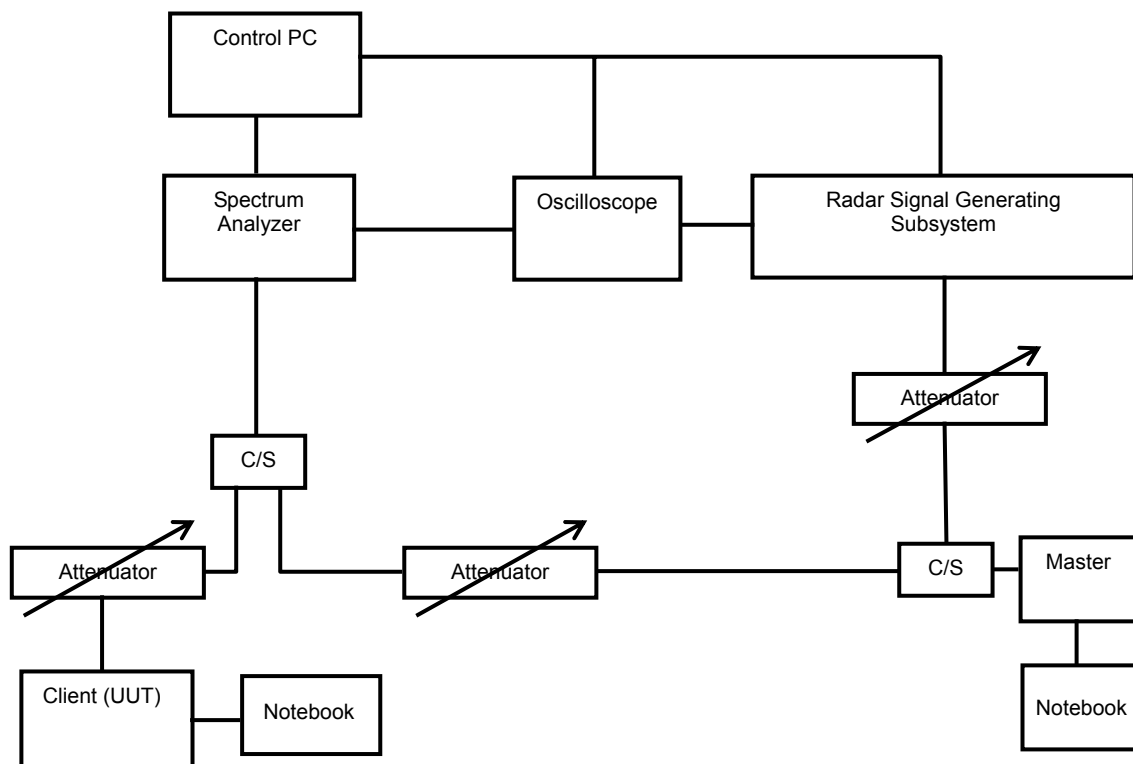 Control PC
Spectrum
Analyzer
Oscilloscope
Radar Signal Generating
Subsystem
Attenuator
C/S
Attenuator
Attenuator
C/S
Master
Client (UUT)
Notebook
Notebook